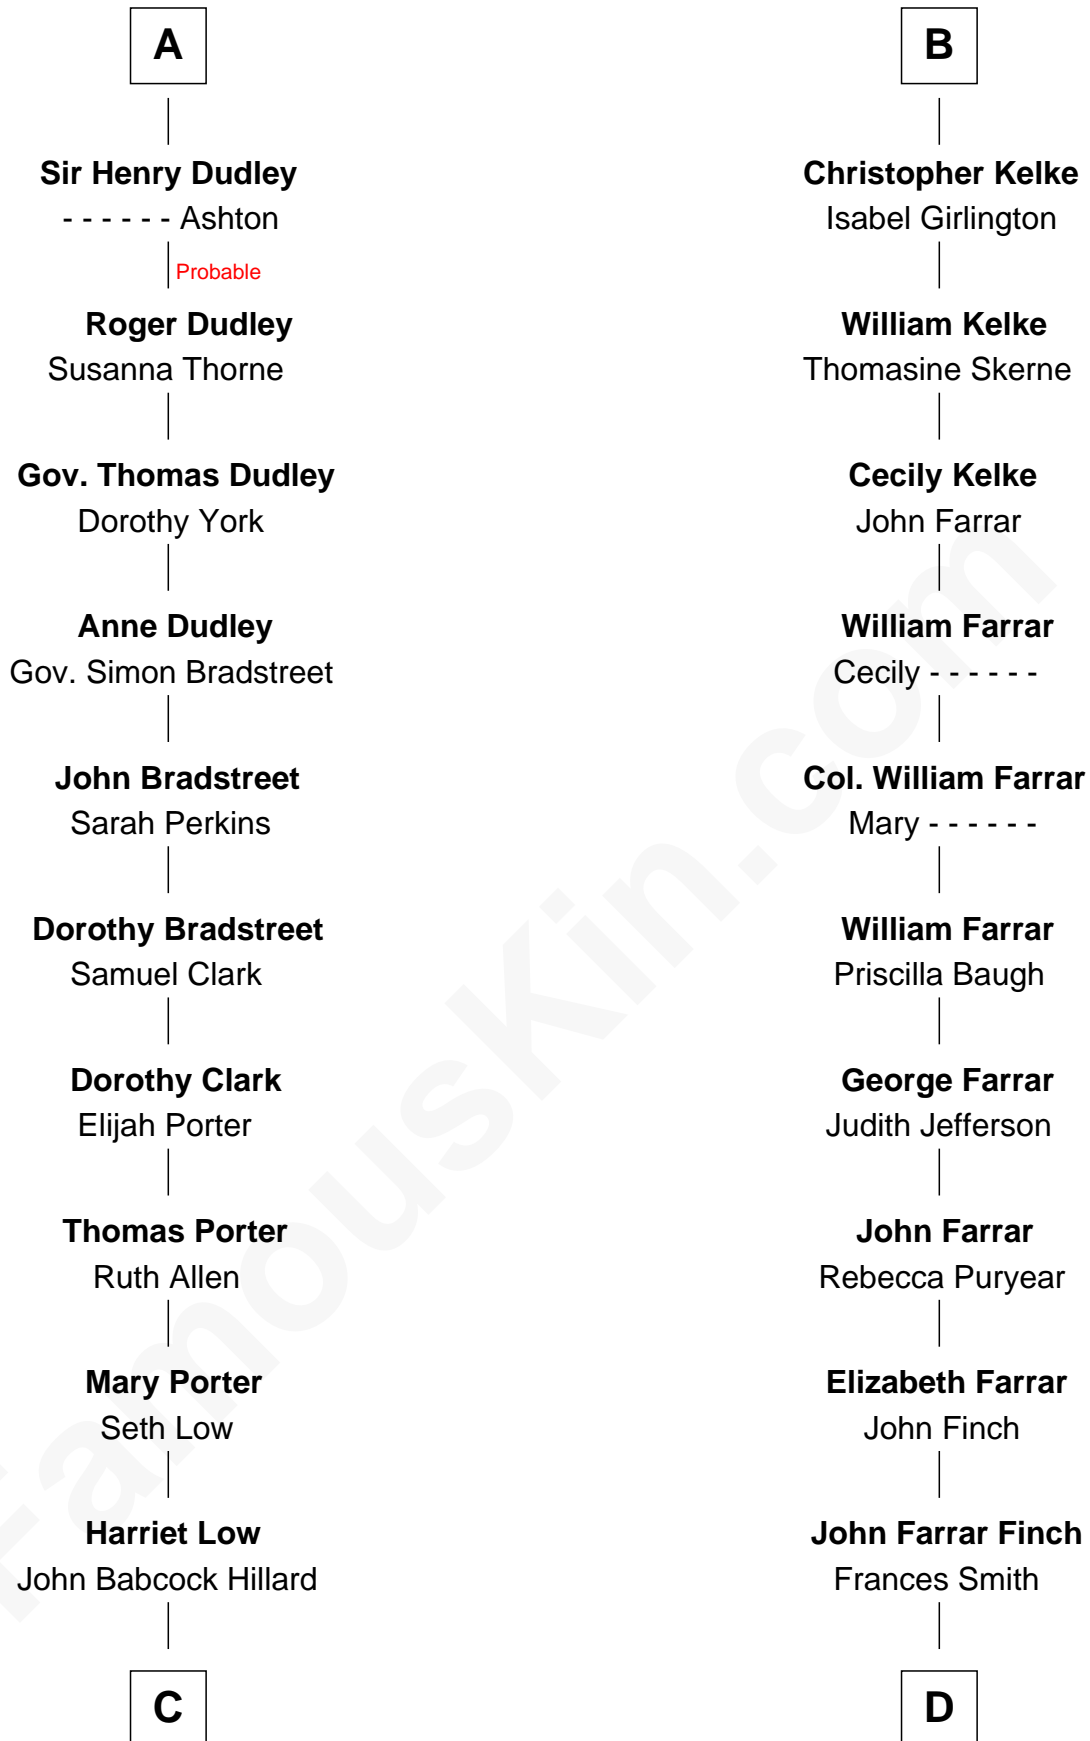 A
Sir Henry Dudley
- - - - - - Ashton
Probable
Roger Dudley
Susanna Thorne
Gov. Thomas Dudley
Dorothy York
Anne Dudley
Gov. Simon Bradstreet
John Bradstreet
Sarah Perkins
Dorothy Bradstreet
Samuel Clark
Dorothy Clark
Elijah Porter
Thomas Porter
Ruth Allen
Mary Porter
Seth Low
Harriet Low
John Babcock Hillard
C
B
Christopher Kelke
Isabel Girlington
William Kelke
Thomasine Skerne
Cecily Kelke
John Farrar
William Farrar
Cecily - - - - - -
Col. William Farrar
Mary - - - - - -
William Farrar
Priscilla Baugh
George Farrar
Judith Jefferson
John Farrar
Rebecca Puryear
Elizabeth Farrar
John Finch
John Farrar Finch
Frances Smith
D
FamousKin.com